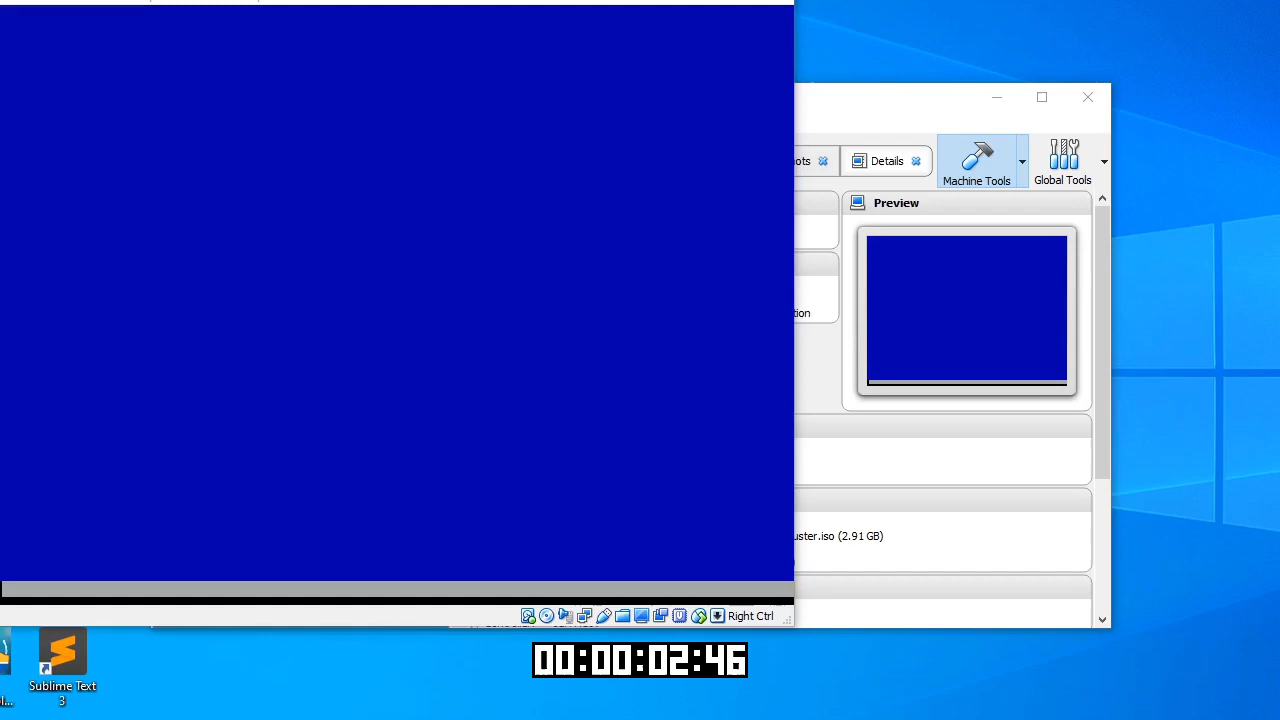 ots
Details
Machine Tools
Global Tools
Preview
tion
uster.iso (2.91 GB)
Right Ctrl
Sublime Text
3
l...
00:00:02:46